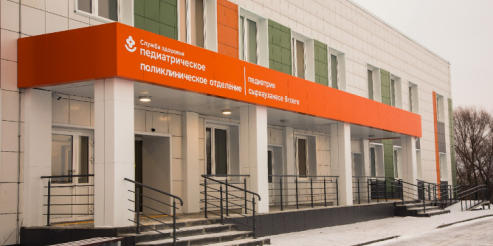 Служба здоровья
педиатрическое
поликлиническое отделение
педиатрия